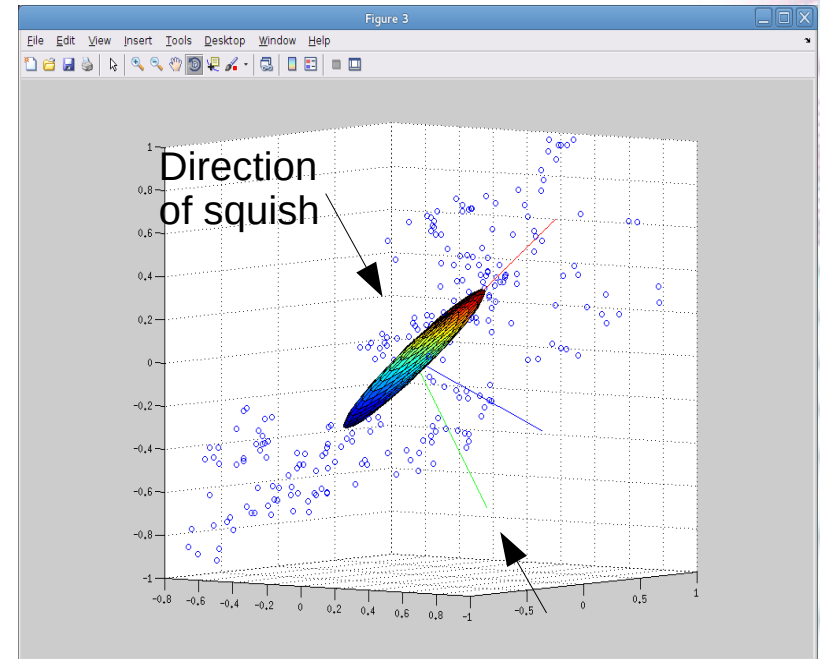 Figure 3
File Edit View Insert Tools Desktop Window Help
Direction
of squish
1
0.8
0.6
0.4
0.2
0
-0.2
-0.4
-0.6
-0.8
-1
-0.8 -0.6 -0.4 -0.2 0 0.2 0.4 0.6 0.8 -1 -0.5 0 0.5 1